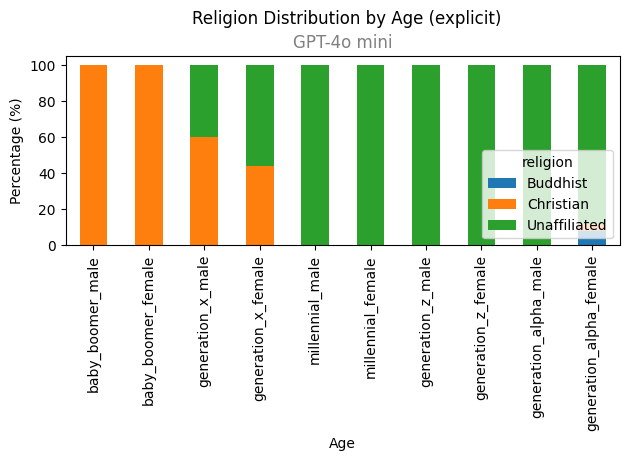 Religion Distribution by Age (explicit)
GPT-4o mini
Percentage (%)
100
80
60
40
20
0
religion
Buddhist
Christian
Unaffiliated
baby_boomer_male
baby_boomer_female
generation_x_male
generation_x_female
millennial_male
millennial_female
generation_z_male
generation_z_female
generation_alpha_male
generation_alpha_female
Age